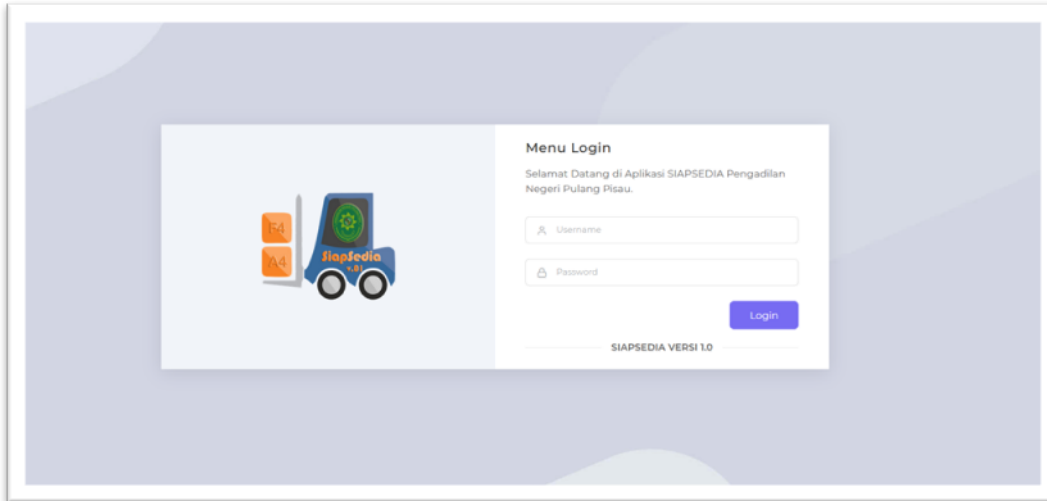 Menu Login
Selamat Datang di Aplikasi SIAPSEDIA Pengadilan
Negeri Pulang Pisau.
F4
A4
SiapSedia
v.01
Username
Password
Login
SIAPSEDIA VERSI 1.0